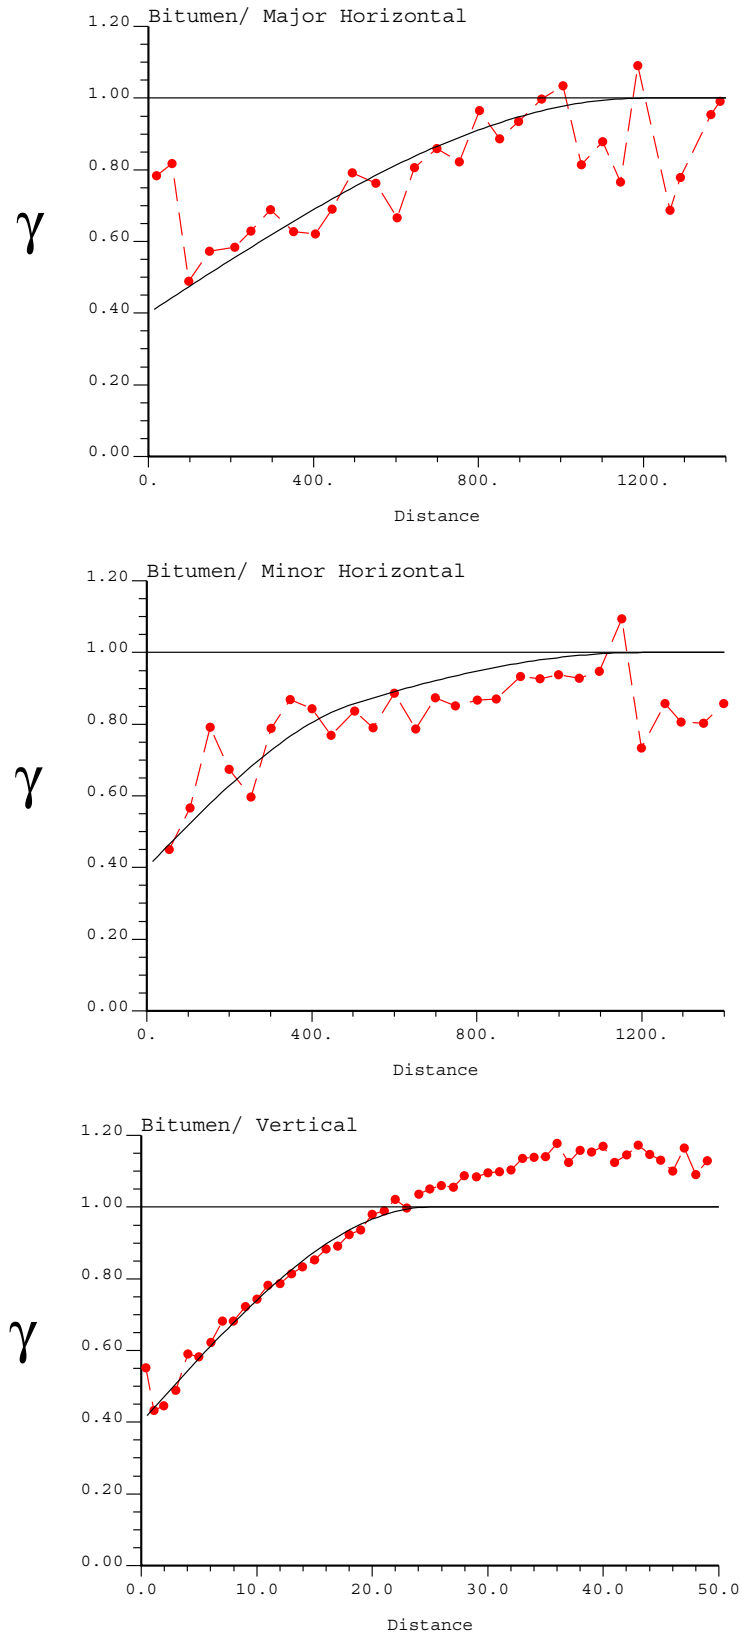 Bitumen/ Major Horizontal
1.20
1.00
0.80
0.60
0.40
0.20
0.00
γ
0. 400. 800. 1200.
Distance
Bitumen/ Minor Horizontal
1.20
1.00
0.80
0.60
0.40
0.20
0.00
γ
0. 400. 800. 1200.
Distance
Bitumen/ Vertical
1.20
1.00
0.80
0.60
0.40
0.20
0.00
γ
0.0 10.0 20.0 30.0 40.0 50.0
Distance